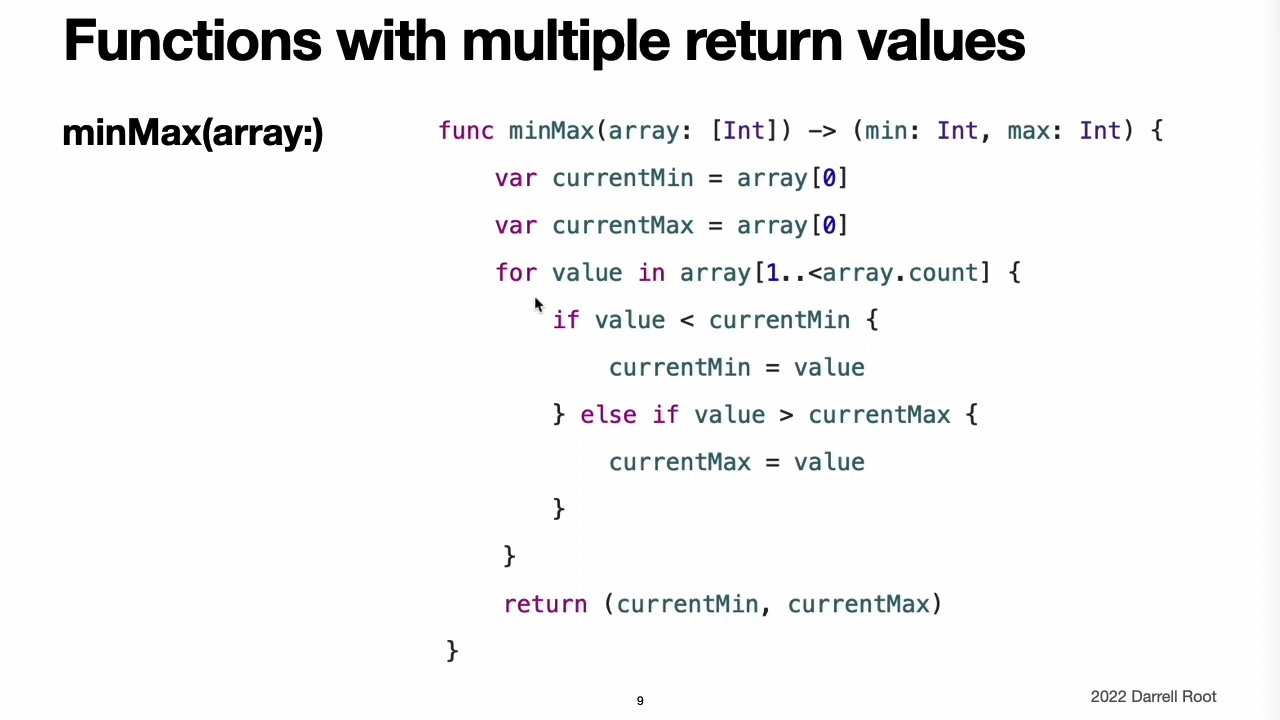 Functions with multiple return values
minMax(array:)
func minMax(array: [Int]) -> (min: Int, max: Int) {
    var currentMin = array[0]
    var currentMax = array[0]
    for value in array[1..<array.count] {
        if value < currentMin {
            currentMin = value
        } else if value > currentMax {
            currentMax = value
        }
    }
    return (currentMin, currentMax)
}
9
2022 Darrell Root